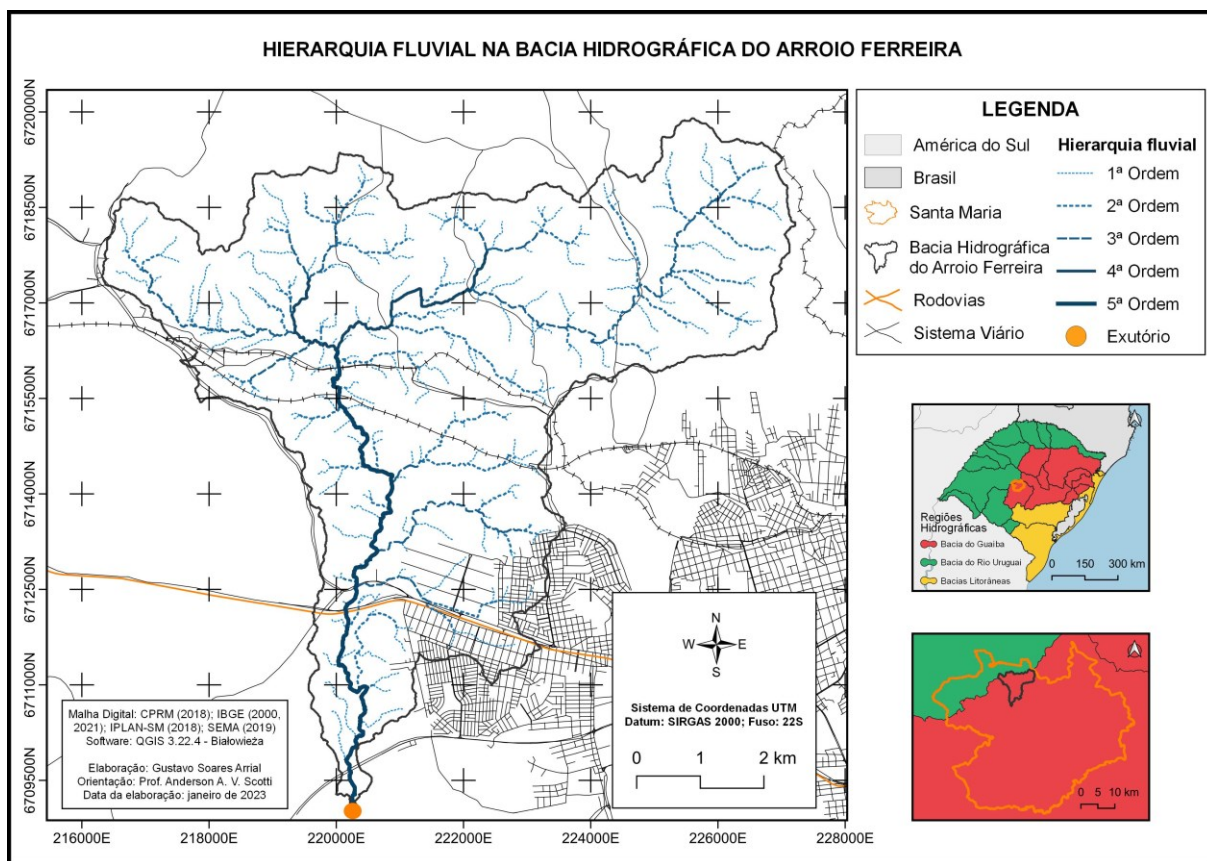 HIERARQUIA FLUVIAL NA BACIA HIDROGRÁFICA DO ARROIO FERREIRA
6720000N
6718500N
6717000N
6715500N
6714000N
6712500N
6711000N
6709500N
216000E
218000E
220000E
222000E
224000E
226000E
228000E
Malha Digital: CPRM (2018); IBGE (2000,
2021); IPLAN-SM (2018); SEMA (2019)
Software: QGIS 3.22.4 - Białowieża
Elaboração: Gustavo Soares Arrial
Orientação: Prof. Anderson A. V. Scotti
Data da elaboração: janeiro de 2023
N
W E
S
Sistema de Coordenadas UTM
Datum: SIRGAS 2000; Fuso: 22S
0 1 2 km
LEGENDA
América do Sul
Brasil
Santa Maria
Bacia Hidrográfica
do Arroio Ferreira
Rodovias
Sistema Viário
Hierarquia fluvial
1ª Ordem
2ª Ordem
3ª Ordem
4ª Ordem
5ª Ordem
Exutório
Regiões
Hidrográficas
Bacia do Guaíba
Bacia do Rio Uruguai
Bacias Litorâneas
0 150 300 km
0 5 10 km